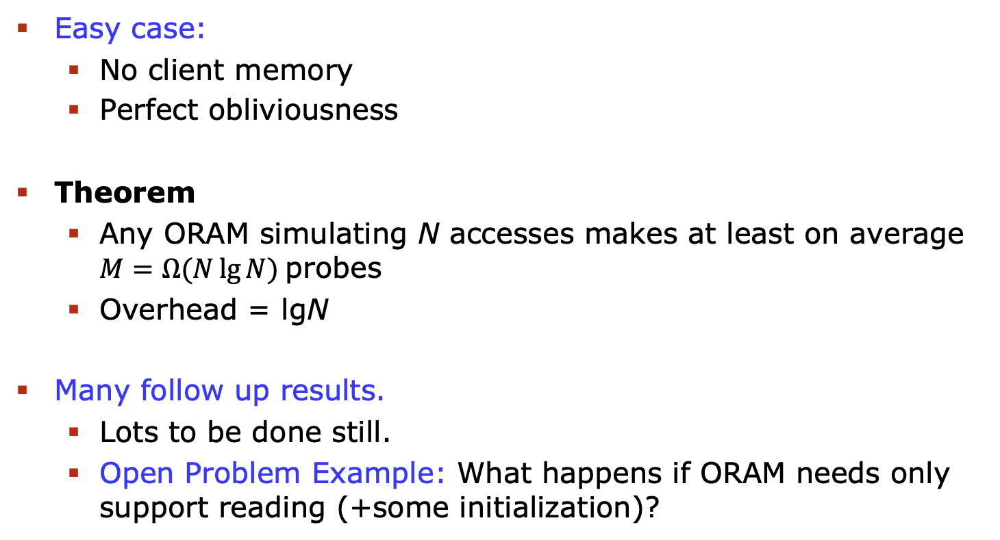 Easy case:
No client memory
Perfect obliviousness
Theorem
Any ORAM simulating N accesses makes at least on average
M = Ω(N lg N) probes
Overhead = lgN
Many follow up results.
Lots to be done still.
Open Problem Example: What happens if ORAM needs only
support reading (+some initialization)?